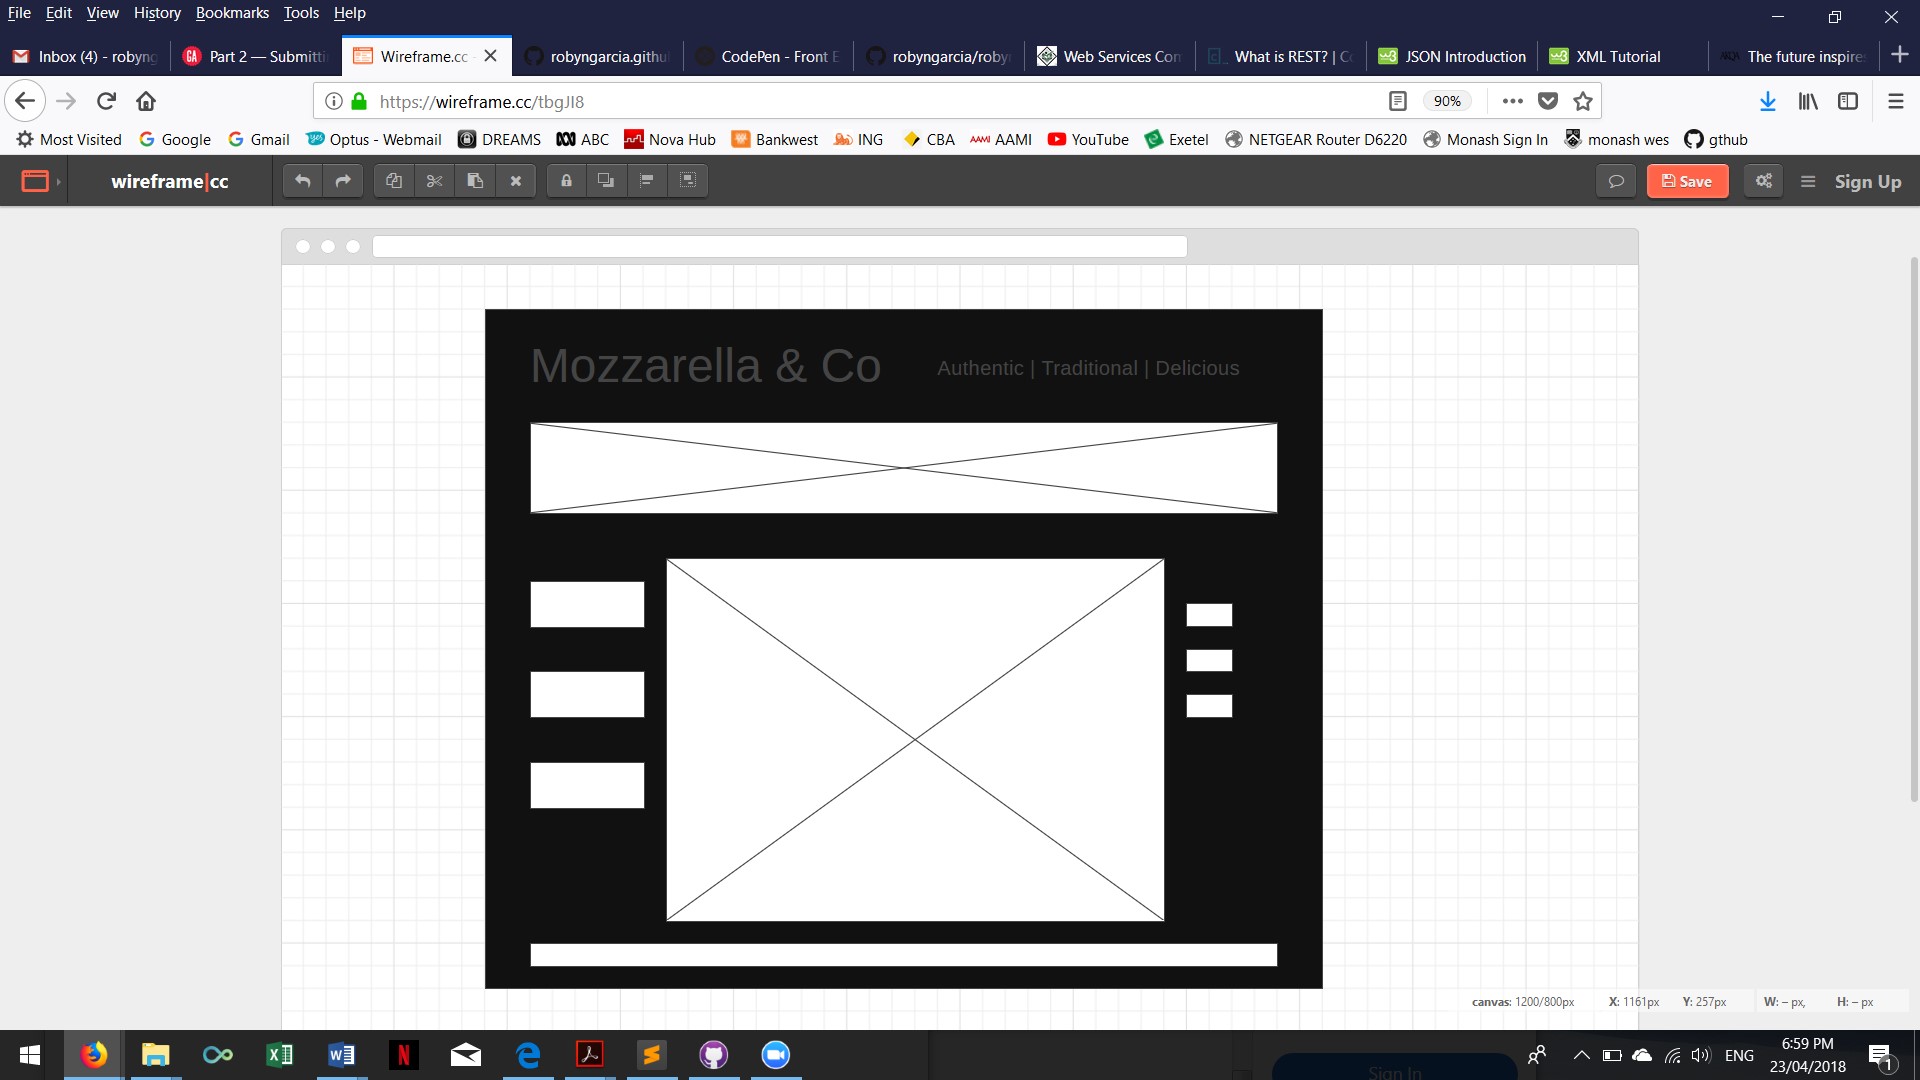 File Edit View History Bookmarks Tools Help
Inbox (4) - robyng
Part 2 — Submitti
Wireframe.cc
robyngarcia.githu
CodePen - Front E
robyngarcia/roby
Web Services Con
What is REST? | Co
JSON Introduction
XML Tutorial
The future inspire
https://wireframe.cc/tbgJI8
90%
Most Visited Google Gmail Optus - Webmail DREAMS ABC Nova Hub Bankwest ING CBA AAMI YouTube Exetel NETGEAR Router D6220 Monash Sign In monash wes gthub
wireframe|cc
Save
Sign Up
Mozzarella & Co
Authentic | Traditional | Delicious
canvas: 1200/800px X: 1161px Y: 257px W: – px, H: – px
Sign In
ENG
6:59 PM
23/04/2018
1